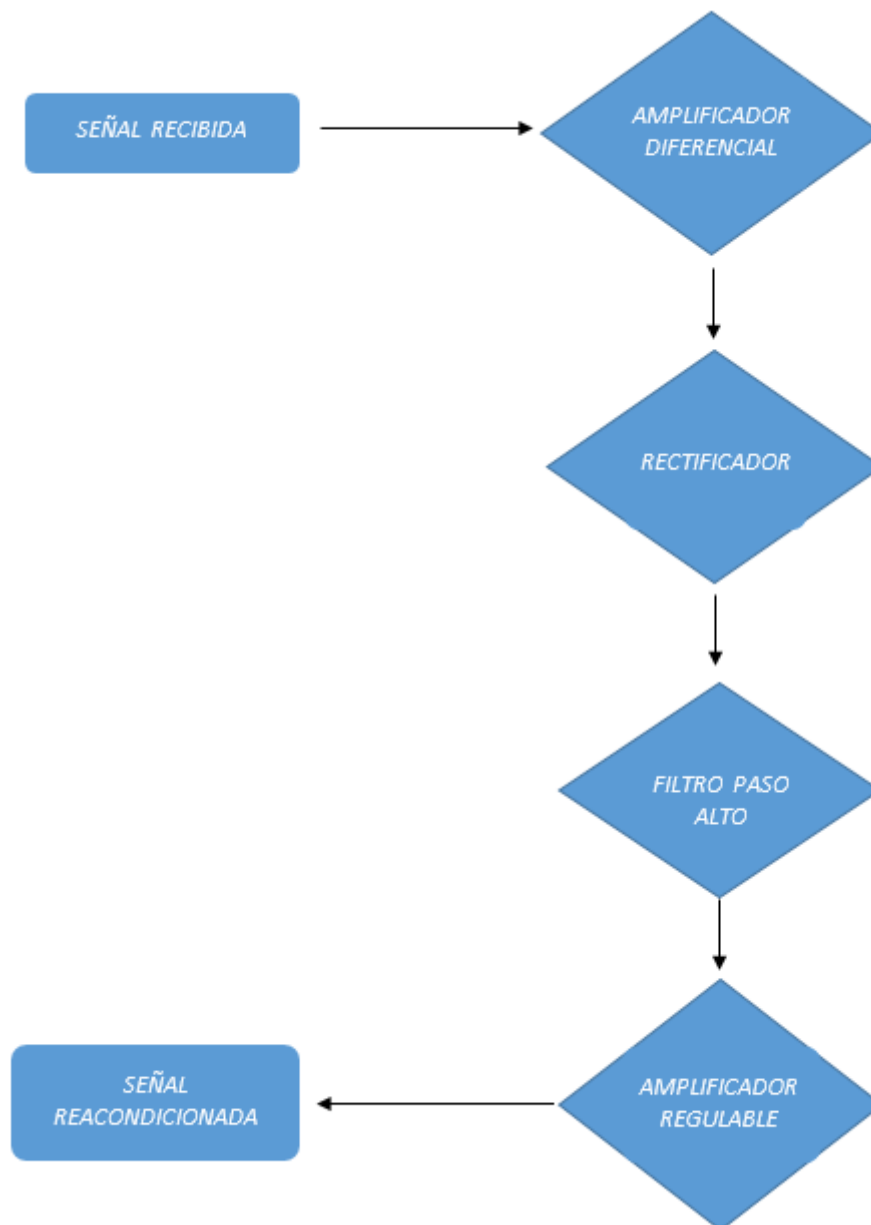 SEÑAL RECIBIDA
AMPLIFICADOR
DIFERENCIAL
RECTIFICADOR
FILTRO PASO
ALTO
AMPLIFICADOR
REGULABLE
SEÑAL
REACONDICIONADA